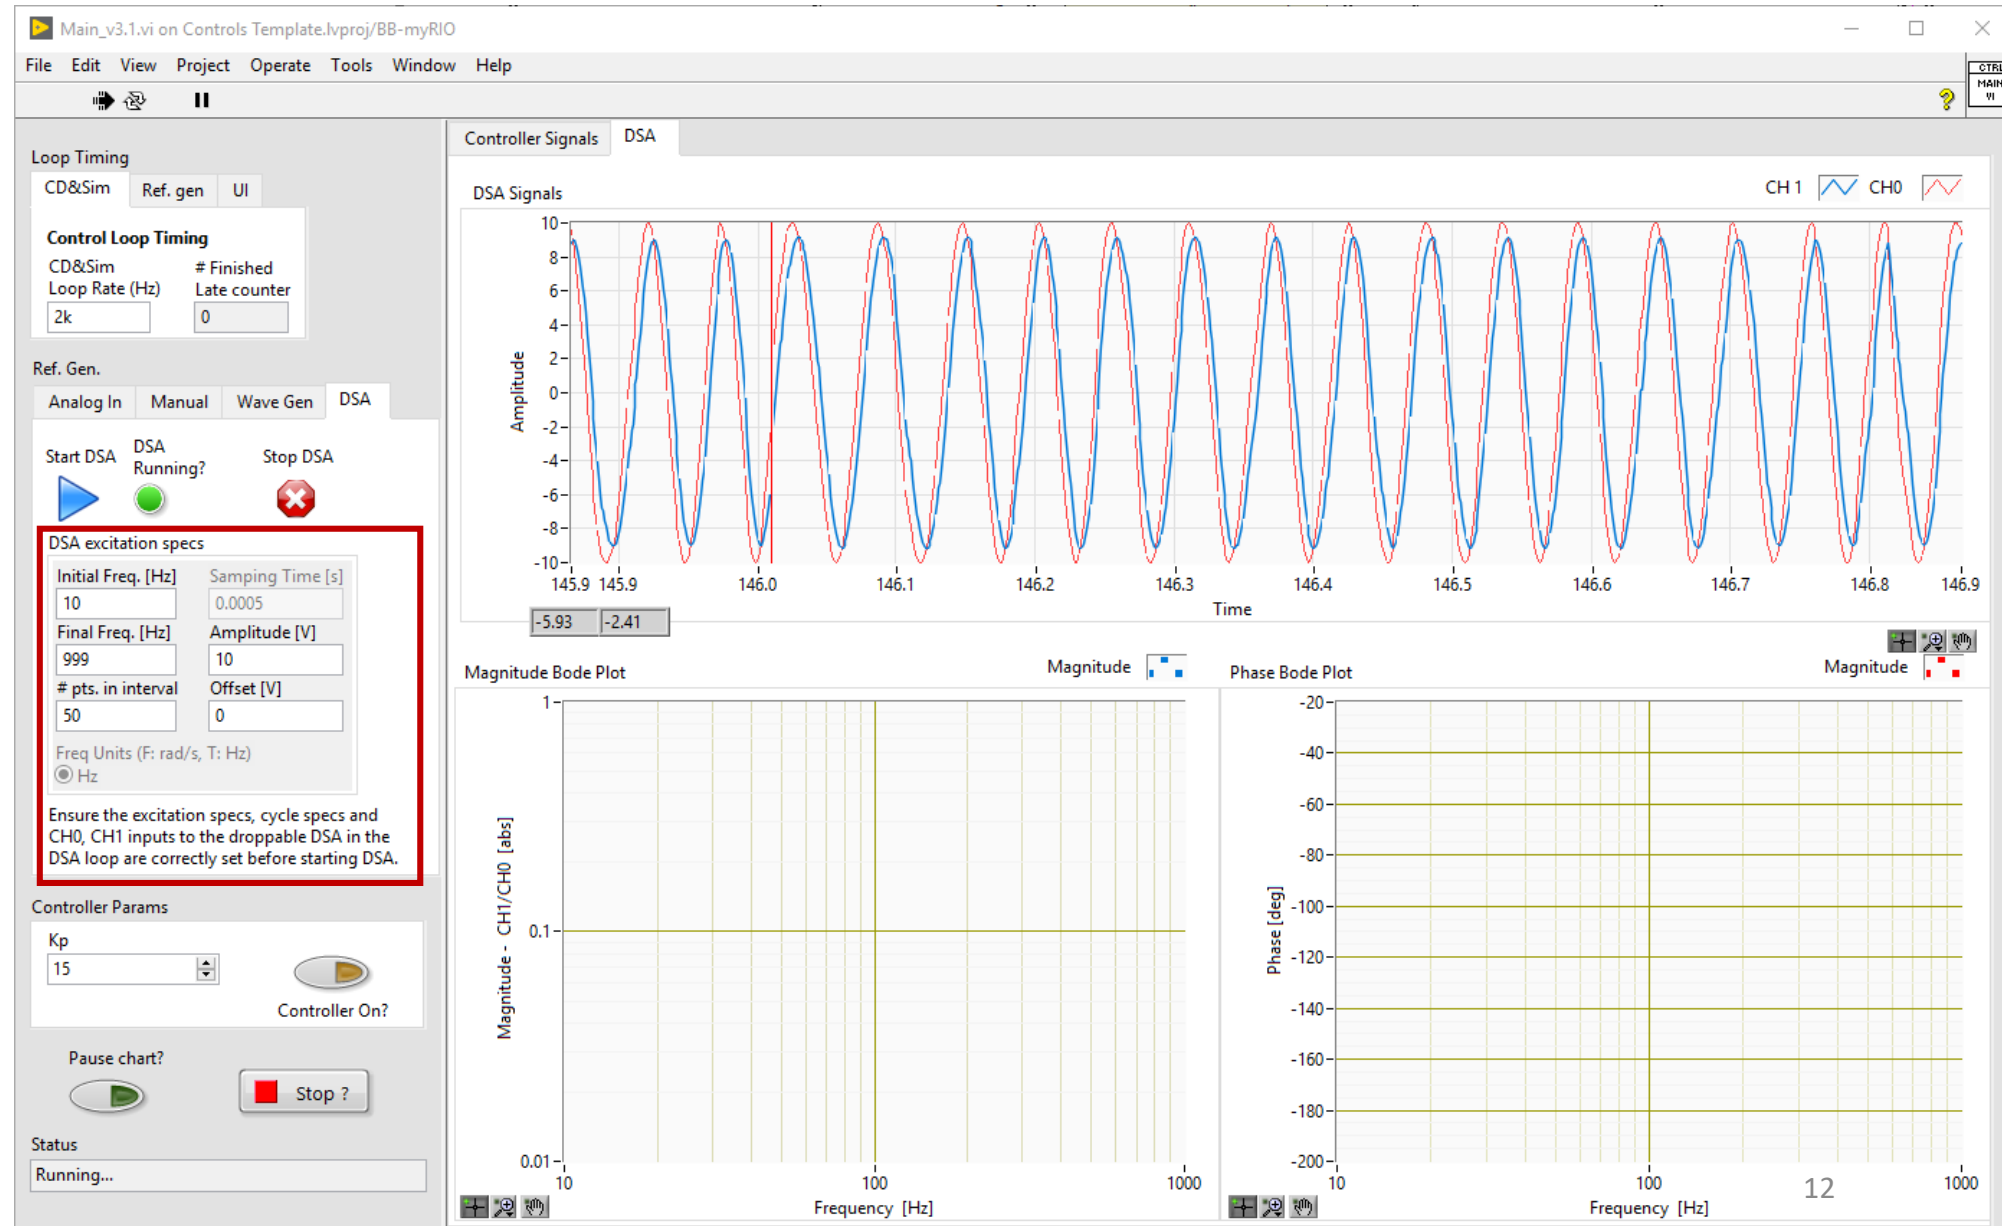 Main_v3.1.vi on Controls Template.lvproj/BB-myRIO
File Edit View Project Operate Tools Window Help
CTRL
MAIN
VI
Loop Timing
CD&Sim Ref. gen UI
Control Loop Timing
CD&Sim # Finished
Loop Rate (Hz) Late counter
2k 0
Ref. Gen.
Analog In Manual Wave Gen DSA
Start DSA DSA Running? Stop DSA
DSA excitation specs
Initial Freq. [Hz] Samping Time [s]
10 0.0005
Final Freq. [Hz] Amplitude [V]
999 10
# pts. in interval Offset [V]
50 0
Freq Units (F: rad/s, T: Hz)
Hz
Ensure the excitation specs, cycle specs and
CH0, CH1 inputs to the droppable DSA in the
DSA loop are correctly set before starting DSA.
Controller Params
Kp
15
Controller On?
Pause chart?
Stop ?
Status
Running...
Controller Signals DSA
DSA Signals CH 1 CH0
10
8
6
4
2
0
-2
-4
-6
-8
-10
Amplitude
145.9 145.9 146.0 146.1 146.2 146.3 146.4 146.5 146.6 146.7 146.8 146.9
Time
-5.93 -2.41
Magnitude Bode Plot Magnitude
1
0.1
0.01
Magnitude - CH1/CH0 [abs]
10 100 1000
Frequency [Hz]
Phase Bode Plot Magnitude
-20
-40
-60
-80
-100
-120
-140
-160
-180
-200
Phase [deg]
10 100 1000
Frequency [Hz]
12